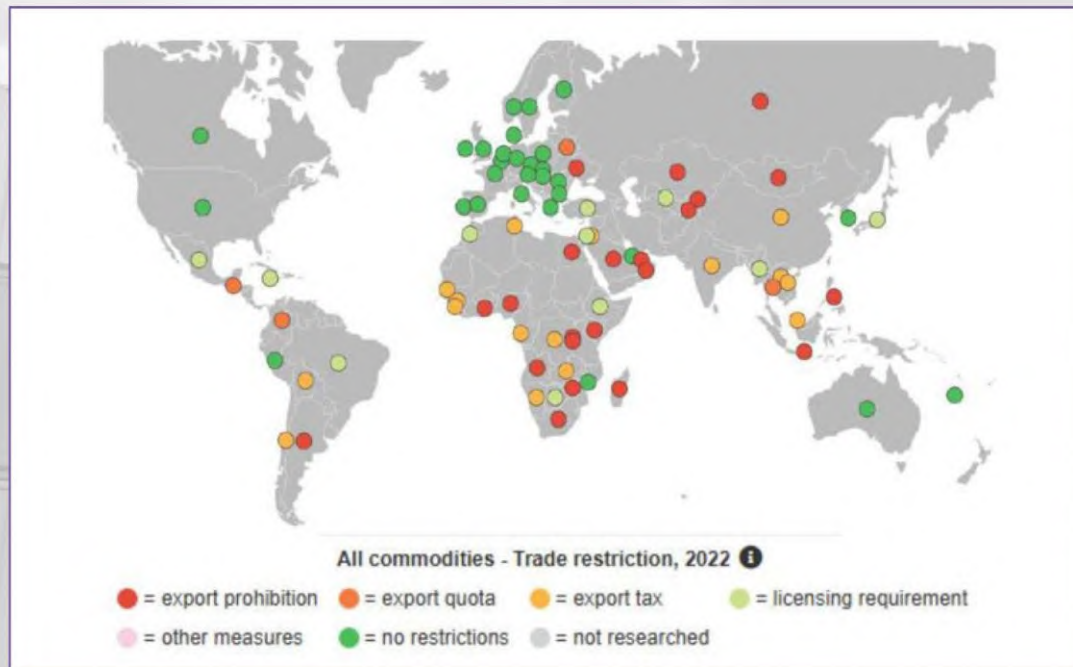 All commodities - Trade restriction, 2022 i
= export prohibition = export quota = export tax = licensing requirement
= other measures = no restrictions = not researched